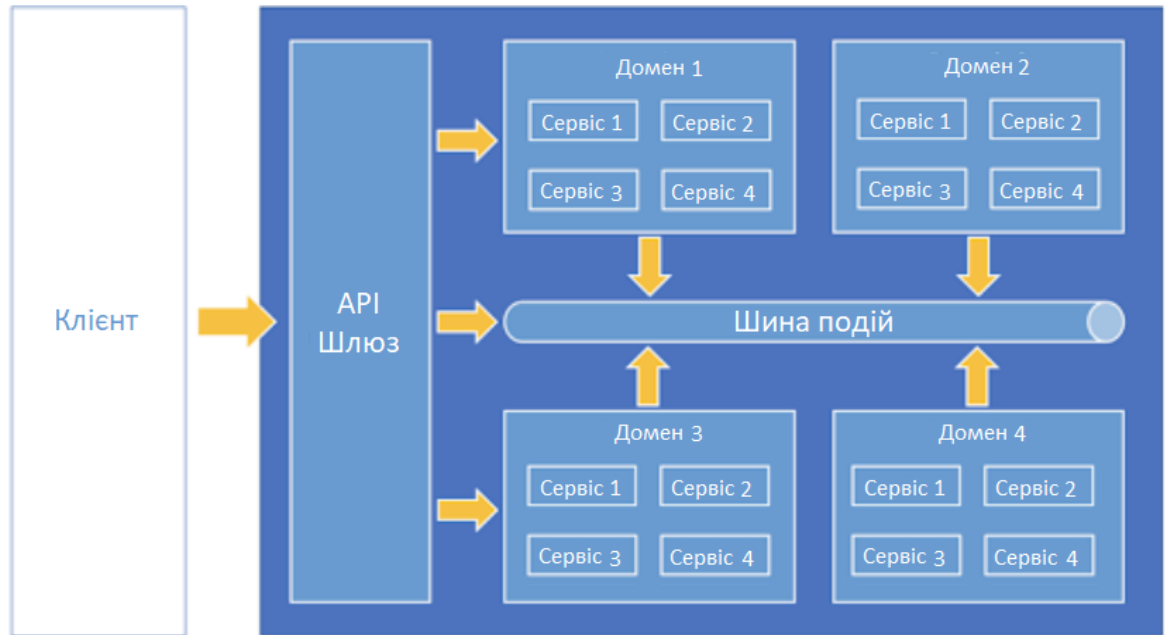 Клієнт
АРІ
Шлюз
Домен 1
Сервіс 1
Сервіс 2
Сервіс 3
Сервіс 4
Домен 2
Сервіс 1
Сервіс 2
Сервіс 3
Сервіс 4
Шина подій
Домен 3
Сервіс 1
Сервіс 2
Сервіс 3
Сервіс 4
Домен 4
Сервіс 1
Сервіс 2
Сервіс 3
Сервіс 4